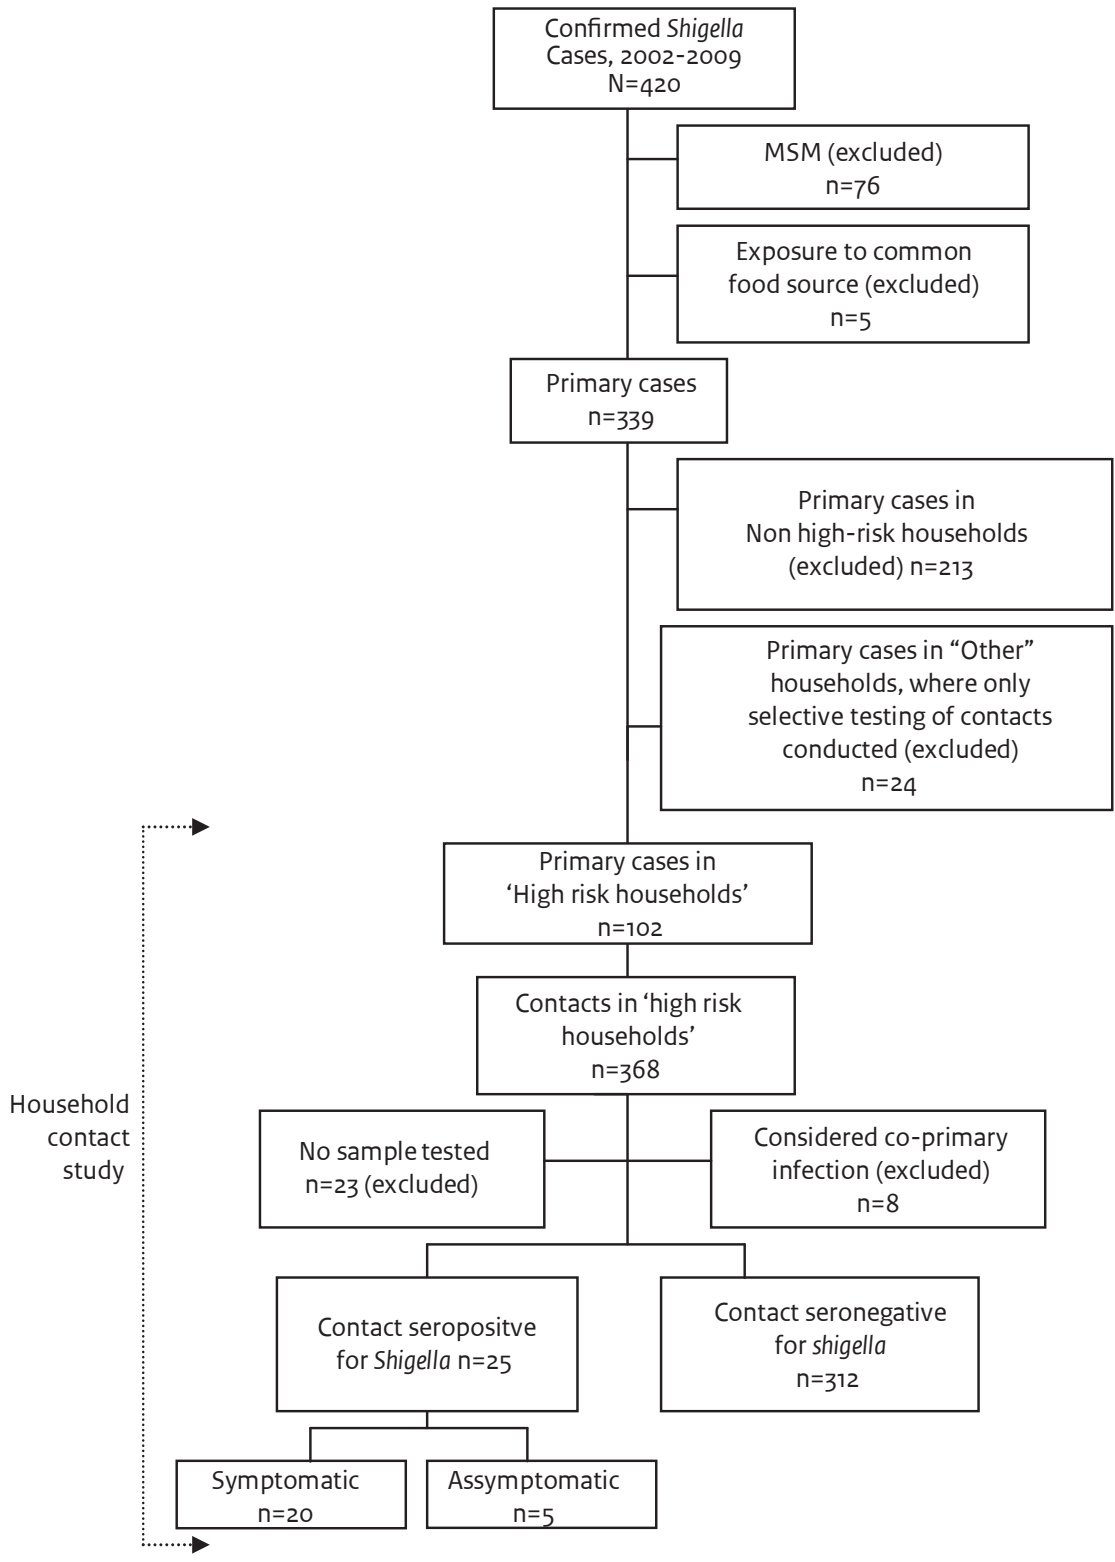 Confirmed Shigella
Cases, 2002-2009
N=420
MSM (excluded)
n=76
Exposure to common
food source (excluded)
n=5
Primary cases
n=339
Primary cases in
Non high-risk households
(excluded) n=213
Primary cases in “Other”
households, where only
selective testing of contacts
conducted (excluded)
n=24
Primary cases in
‘High risk households’
n=102
Contacts in ‘high risk
households’
n=368
Household
contact
study
No sample tested
n=23 (excluded)
Considered co-primary
infection (excluded)
n=8
Contact seropositve
for Shigella n=25
Contact seronegative
for shigella
n=312
Symptomatic
n=20
Assymptomatic
n=5